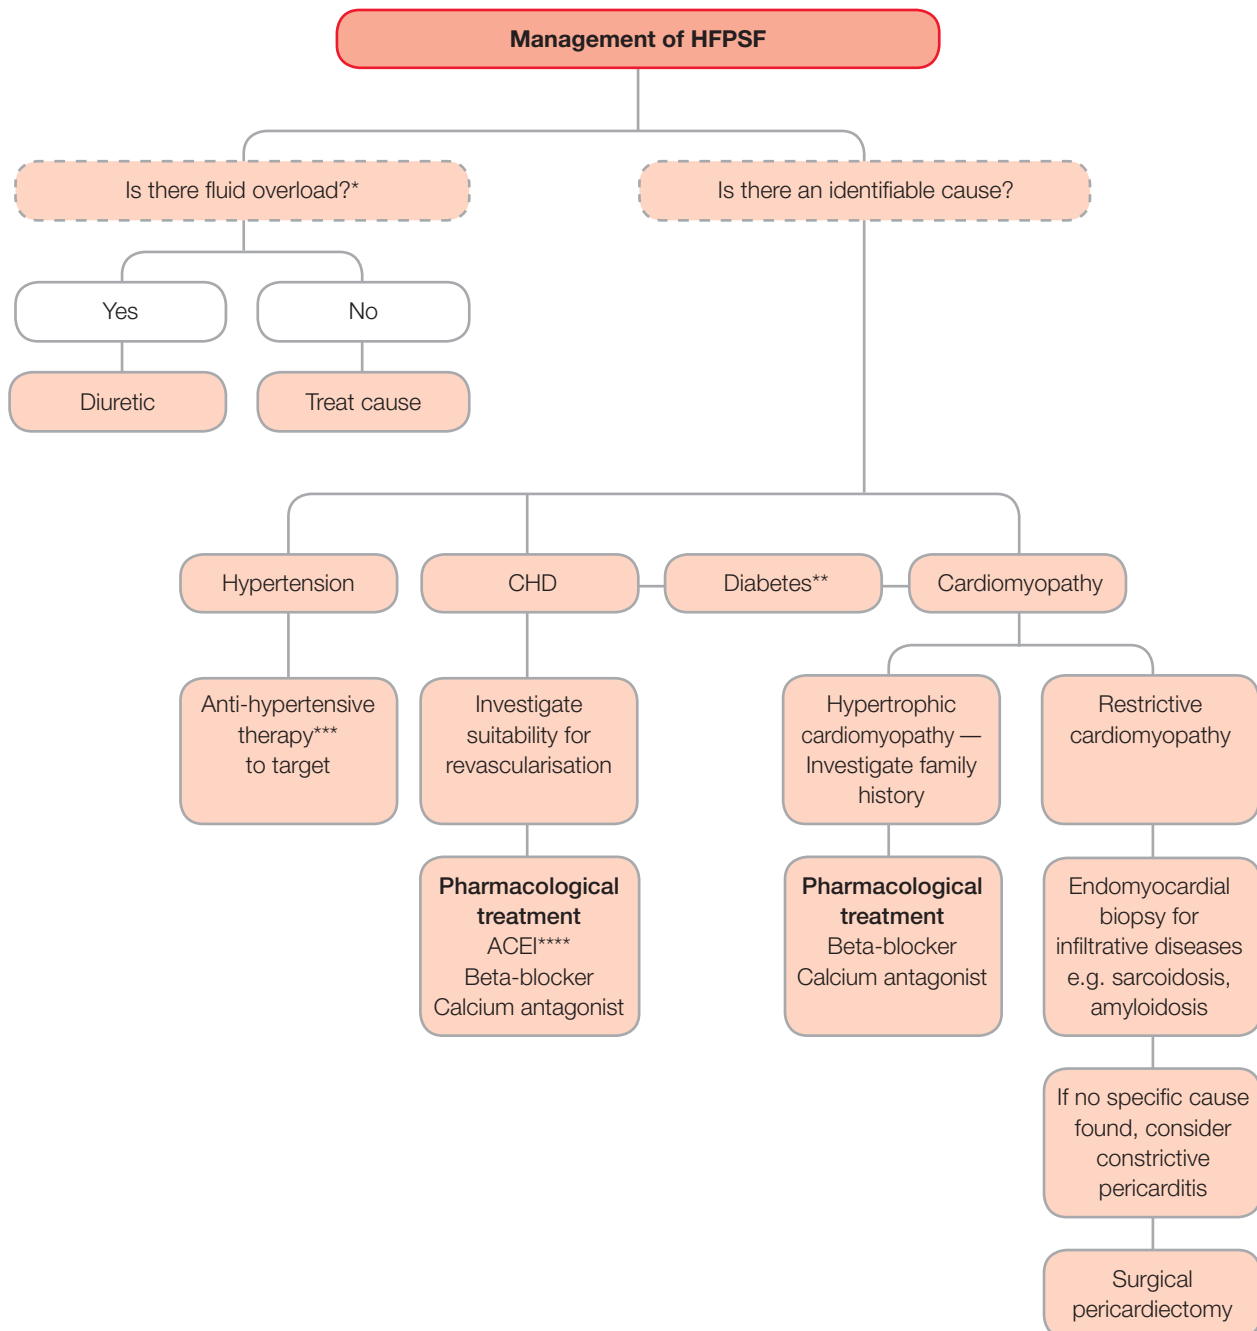 Management of HFPSF
Is there fluid overload?*
Is there an identifiable cause?
Yes
No
Diuretic
Treat cause
Hypertension
CHD
Diabetes**
Cardiomyopathy
Anti-hypertensive
therapy***
to target
Investigate
suitability for
revascularisation
Hypertrophic
cardiomyopathy —
Investigate family
history
Restrictive
cardiomyopathy
Pharmacological
treatment
ACEI****
Beta-blocker
Calcium antagonist
Pharmacological
treatment
Beta-blocker
Calcium antagonist
Endomyocardial
biopsy for
infiltrative diseases
e.g. sarcoidosis,
amyloidosis
If no specific cause
found, consider
constrictive
pericarditis
Surgical
pericardiectomy